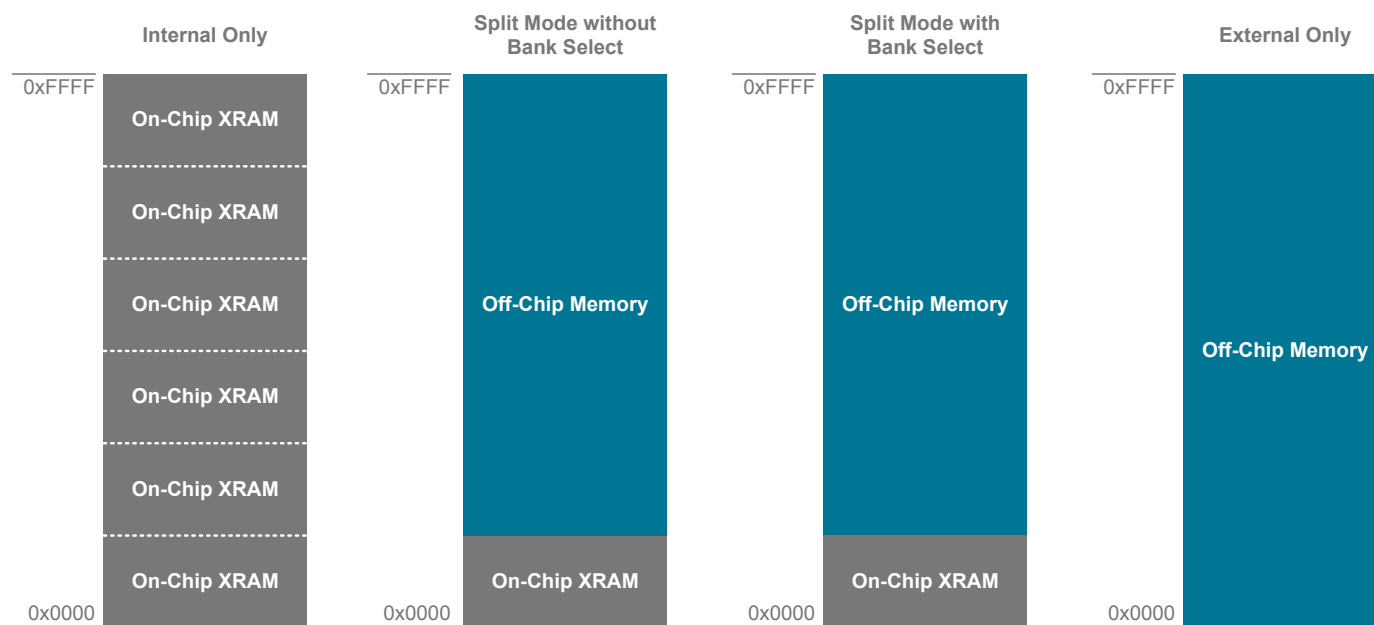 Internal Only
0xFFFF
On-Chip XRAM
On-Chip XRAM
On-Chip XRAM
On-Chip XRAM
On-Chip XRAM
On-Chip XRAM
0x0000
Split Mode without
Bank Select
0xFFFF
Off-Chip Memory
On-Chip XRAM
0x0000
Split Mode with
Bank Select
0xFFFF
Off-Chip Memory
On-Chip XRAM
0x0000
External Only
0xFFFF
Off-Chip Memory
0x0000